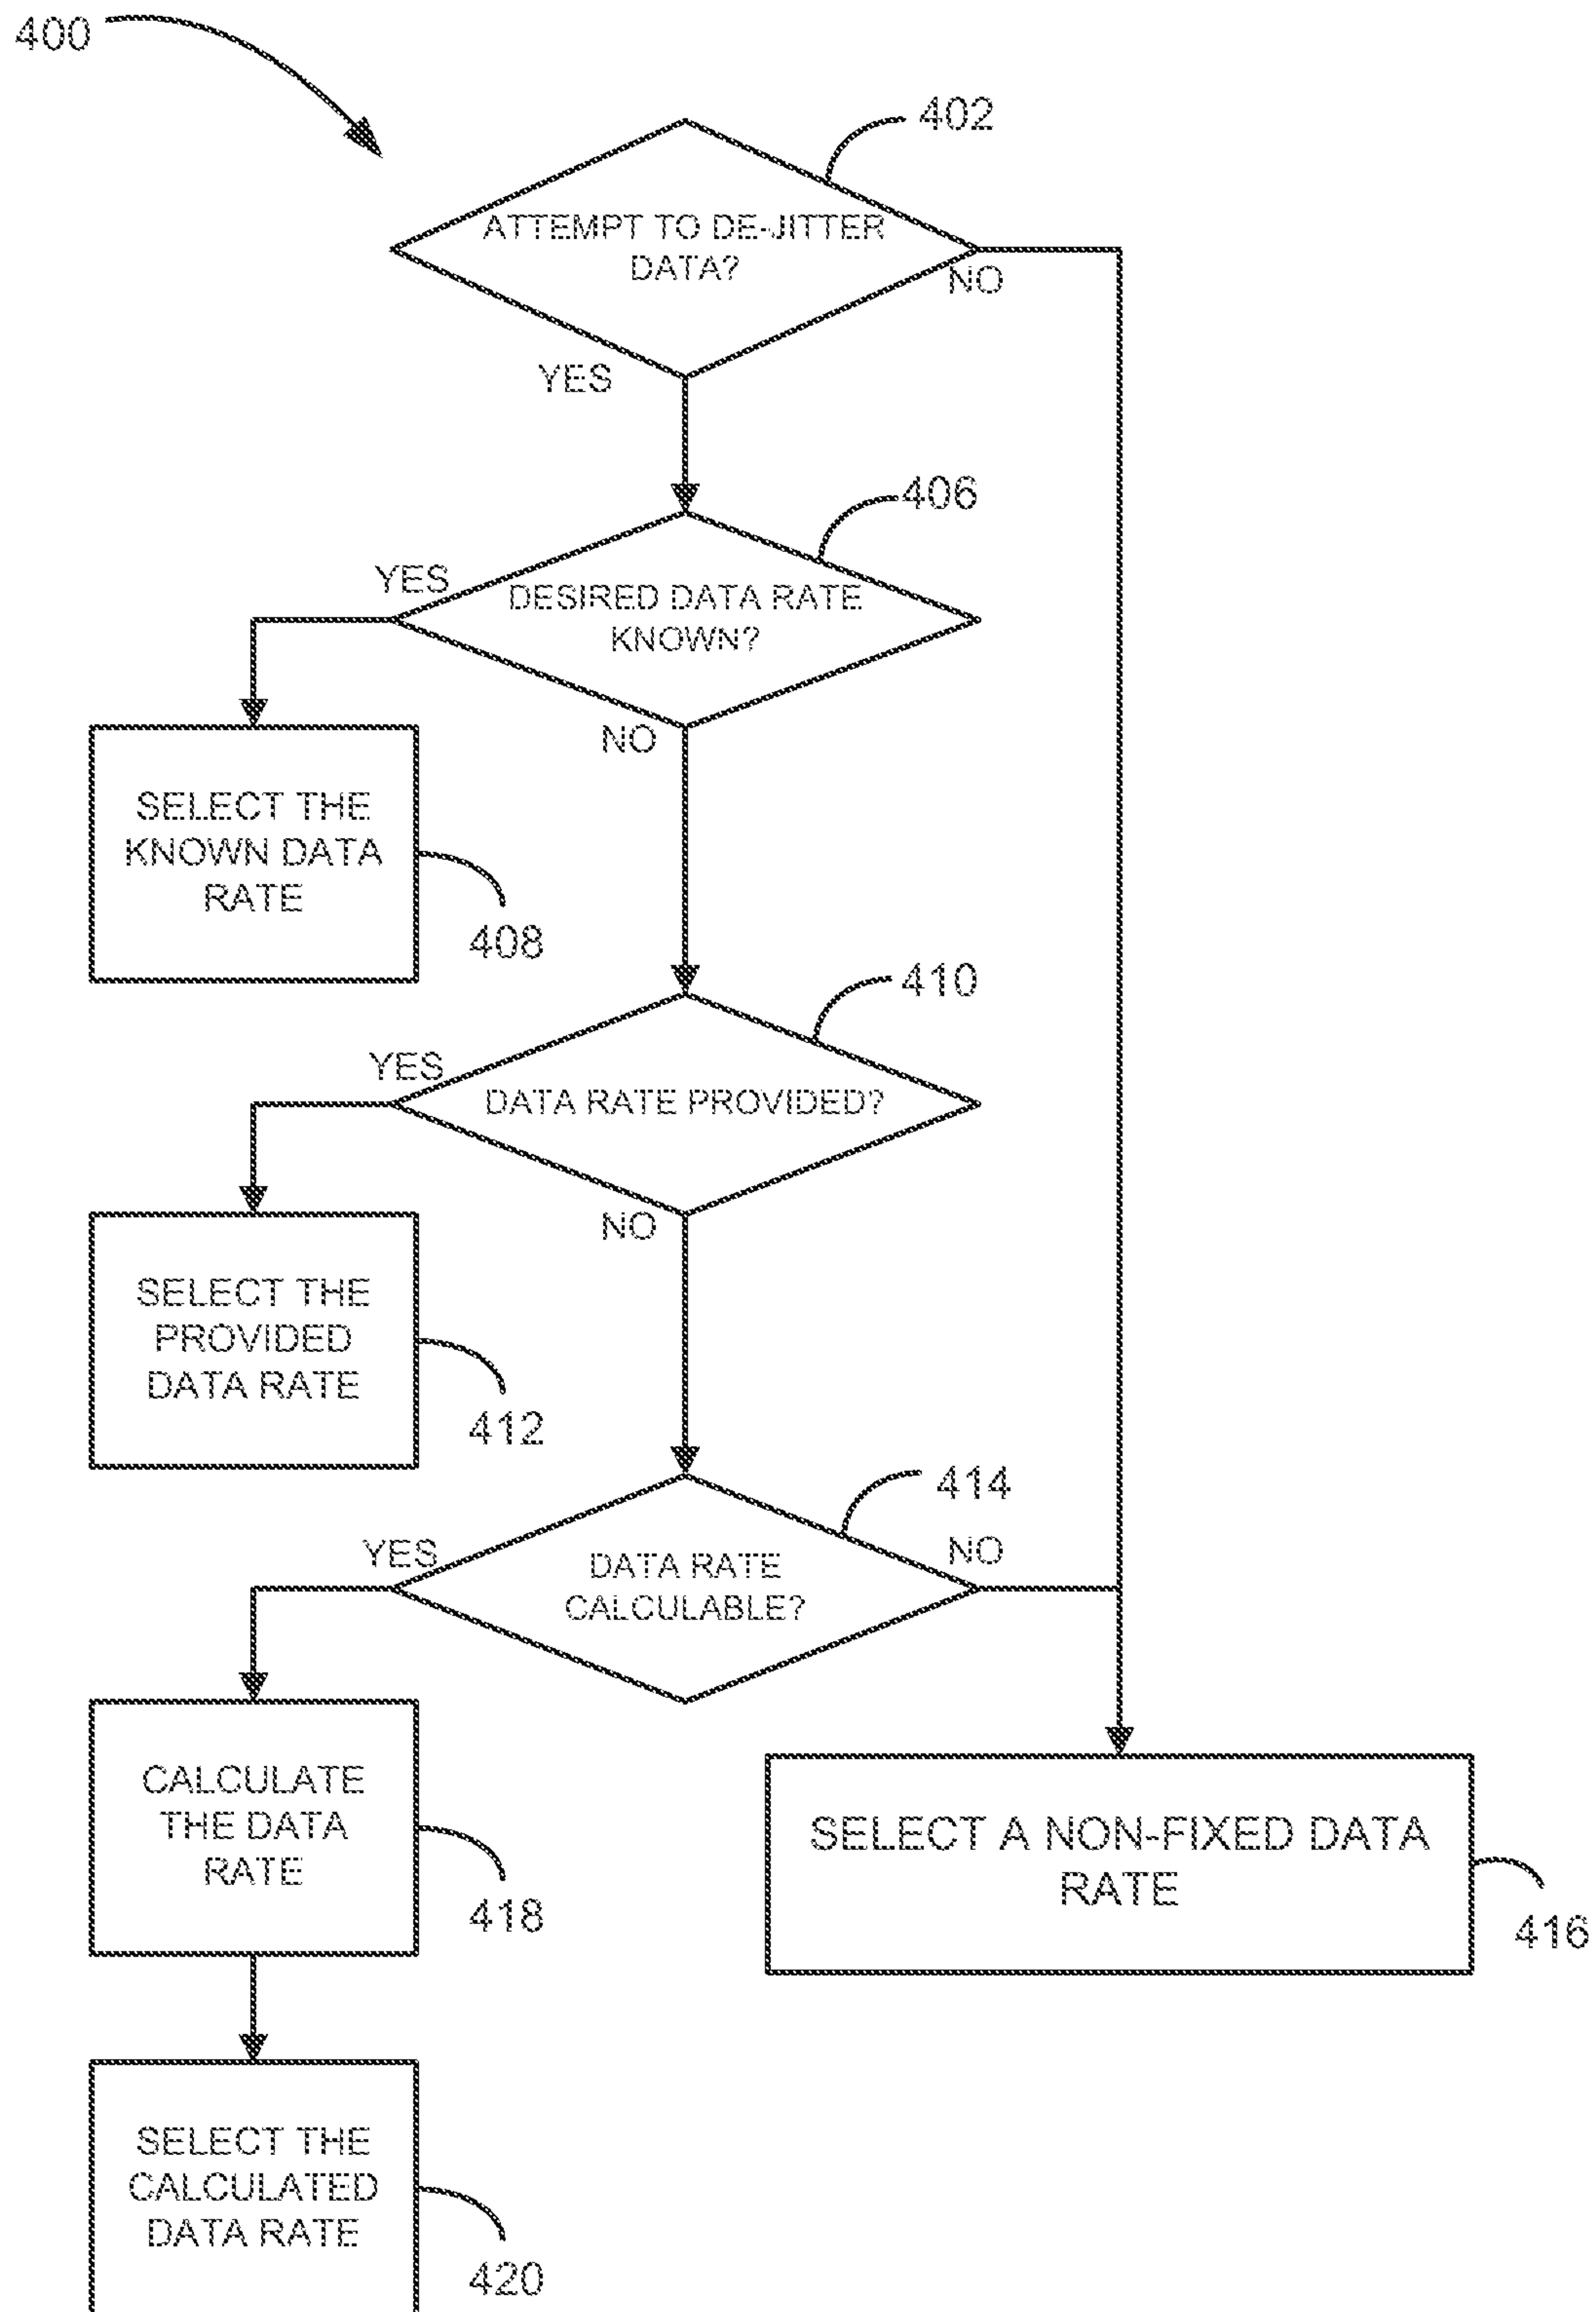 400
402
ATTEMPT TO DE-JITTER
DATA?
NO
YES
406
YES
DESIRED DATA RATE
KNOWN?
NO
SELECT THE
KNOWN DATA
RATE
408
410
YES
DATA RATE PROVIDED?
NO
SELECT THE
PROVIDED
DATA RATE
412
414
YES
NO
DATA RATE
CALCULABLE?
CALCULATE
THE DATA
RATE
418
SELECT A NON-FIXED DATA
RATE
416
SELECT THE
CALCULATED
DATA RATE
420